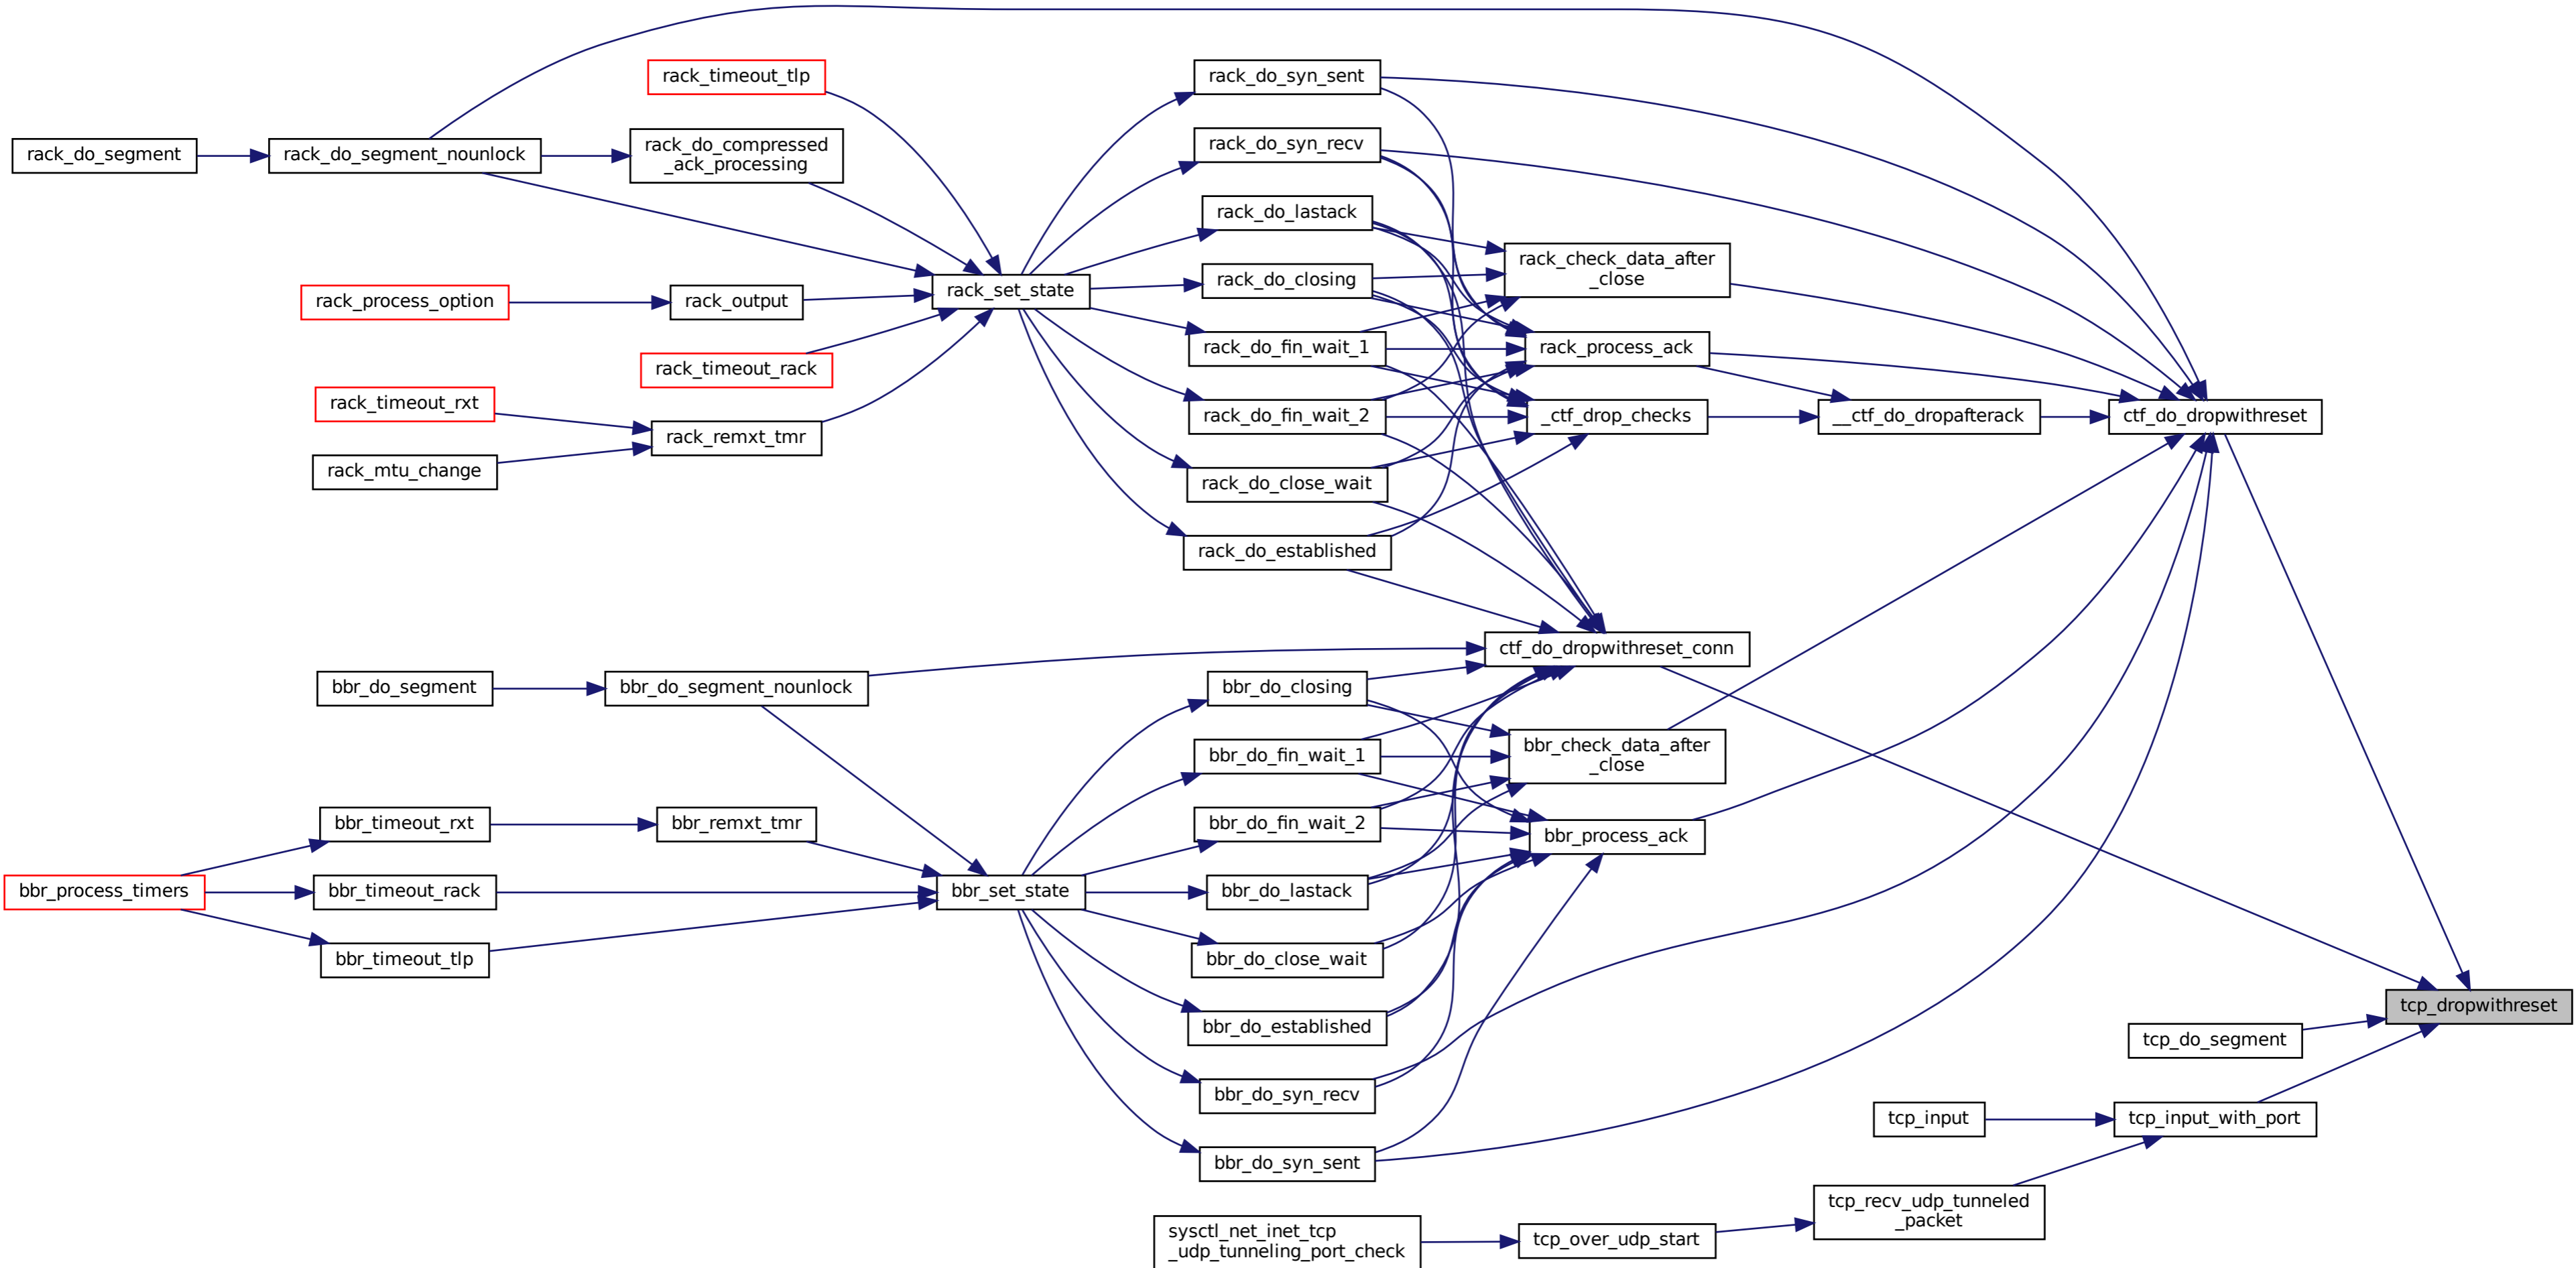 rack_timeout_tlp
rack_do_syn_sent
rack_do_segment
rack_do_segment_nounlock
rack_do_compressed
_ack_processing
rack_do_syn_recv
rack_do_lastack
rack_check_data_after
_close
rack_do_closing
rack_process_option
rack_output
rack_set_state
rack_do_fin_wait_1
rack_process_ack
rack_timeout_rack
rack_timeout_rxt
rack_do_fin_wait_2
_ctf_drop_checks
__ctf_do_dropafterack
ctf_do_dropwithreset
rack_remxt_tmr
rack_mtu_change
rack_do_close_wait
rack_do_established
ctf_do_dropwithreset_conn
bbr_do_segment
bbr_do_segment_nounlock
bbr_do_closing
bbr_do_fin_wait_1
bbr_check_data_after
_close
bbr_timeout_rxt
bbr_remxt_tmr
bbr_do_fin_wait_2
bbr_process_ack
bbr_process_timers
bbr_timeout_rack
bbr_set_state
bbr_do_lastack
bbr_timeout_tlp
bbr_do_close_wait
tcp_dropwithreset
bbr_do_established
tcp_do_segment
bbr_do_syn_recv
tcp_input
tcp_input_with_port
bbr_do_syn_sent
tcp_recv_udp_tunneled
_packet
sysctl_net_inet_tcp
_udp_tunneling_port_check
tcp_over_udp_start